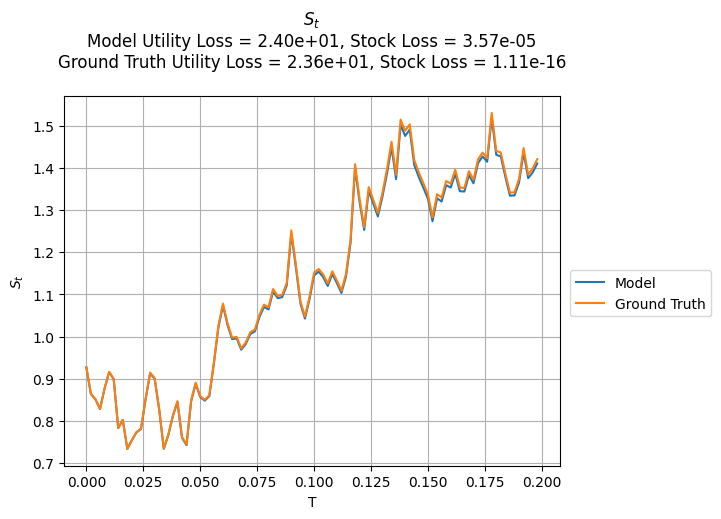 S_t
Model Utility Loss = 2.40e+01, Stock Loss = 3.57e-05
Ground Truth Utility Loss = 2.36e+01, Stock Loss = 1.11e-16
1.5
1.4
1.3
1.2
1.1
1.0
0.9
0.8
0.7
S_t
0.000 0.025 0.050 0.075 0.100 0.125 0.150 0.175 0.200
T
Model
Ground Truth